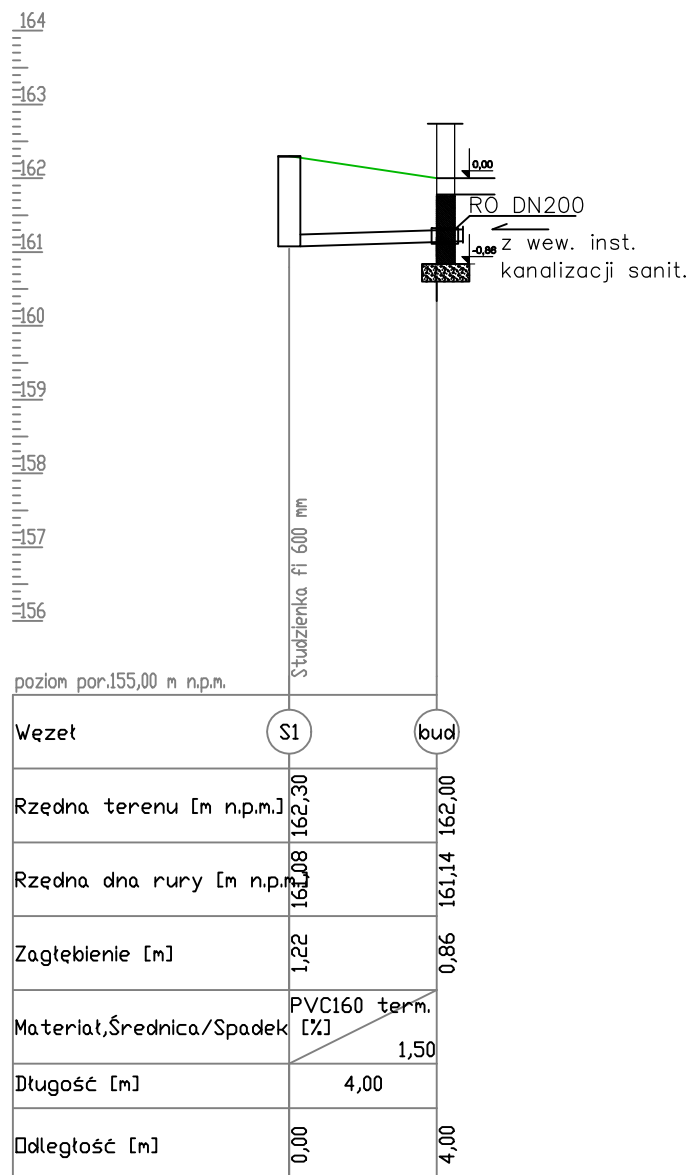 164
163
162
161
160
159
158
157
156
0,00
RO DN200
-0,86
z wew. inst.
kanalizacji sanit.
Studzienka fi 600 mm
poziom por.155,00 m n.p.m.
Węzeł S1 bud
Rzędna terenu [m n.p.m.] 162,30 162,00
Rzędna dna rury [m n.p.m.] 161,08 161,14
Zagłębienie [m] 1,22 0,86
PVC160 term.
Materiał,Średnica/Spadek [%]
1,50
Długość [m] 4,00
Odległość [m] 0,00 4,00